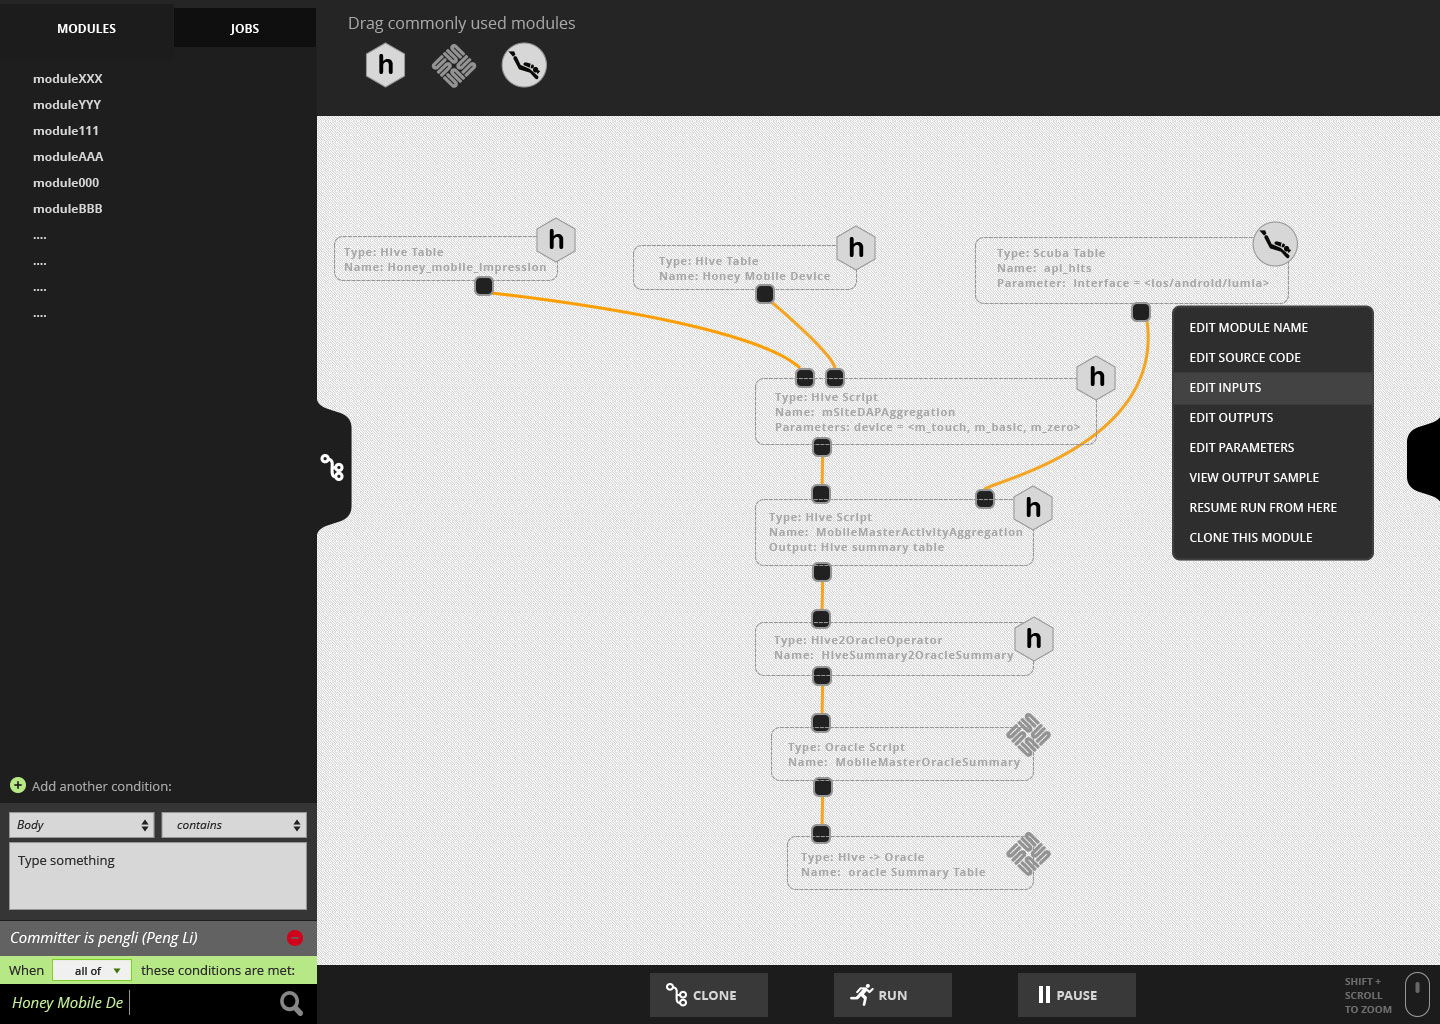 MODULES
JOBS
moduleXXX
moduleYYY
module111
moduleAAA
module000
moduleBBB
....
....
....
....
Add another condition:
Body
contains
Type something
Committer is pengli (Peng Li)
When
all of
these conditions are met:
Honey Mobile De
Drag commonly used modules
h
Type: Hive Table
Name: Honey_mobile_impression
h
Type: Hive Table
Name: Honey Mobile Device
h
Type: Scuba Table
Name: api_hits
Parameter: Interface = <ios/android/lumia>
Type: Hive Script
Name: mSiteDAPAggregation
Parameters: device = <m_touch, m_basic, m_zero>
h
Type: Hive Script
Name: MobileMasterActivityAggregation
Output: Hive summary table
h
Type: Hive2OracleOperator
Name: HiveSummary2OracleSummary
h
Type: Oracle Script
Name: MobileMasterOracleSummary
Type: Hive -> Oracle
Name: oracle Summary Table
EDIT MODULE NAME
EDIT SOURCE CODE
EDIT INPUTS
EDIT OUTPUTS
EDIT PARAMETERS
VIEW OUTPUT SAMPLE
RESUME RUN FROM HERE
CLONE THIS MODULE
CLONE
RUN
PAUSE
SHIFT +
SCROLL
TO ZOOM